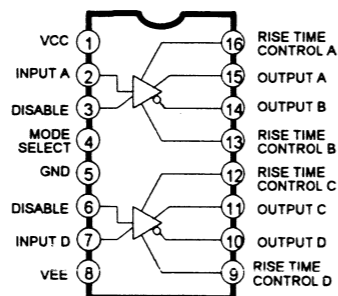 VCC 1
INPUT A 2
DISABLE 3
MODE
SELECT 4
GND 5
DISABLE 6
INPUT D 7
VEE 8
16 RISE TIME
CONTROL A
15 OUTPUT A
14 OUTPUT B
13 RISE TIME
CONTROL B
12 RISE TIME
CONTROL C
11 OUTPUT C
10 OUTPUT D
9 RISE TIME
CONTROL D